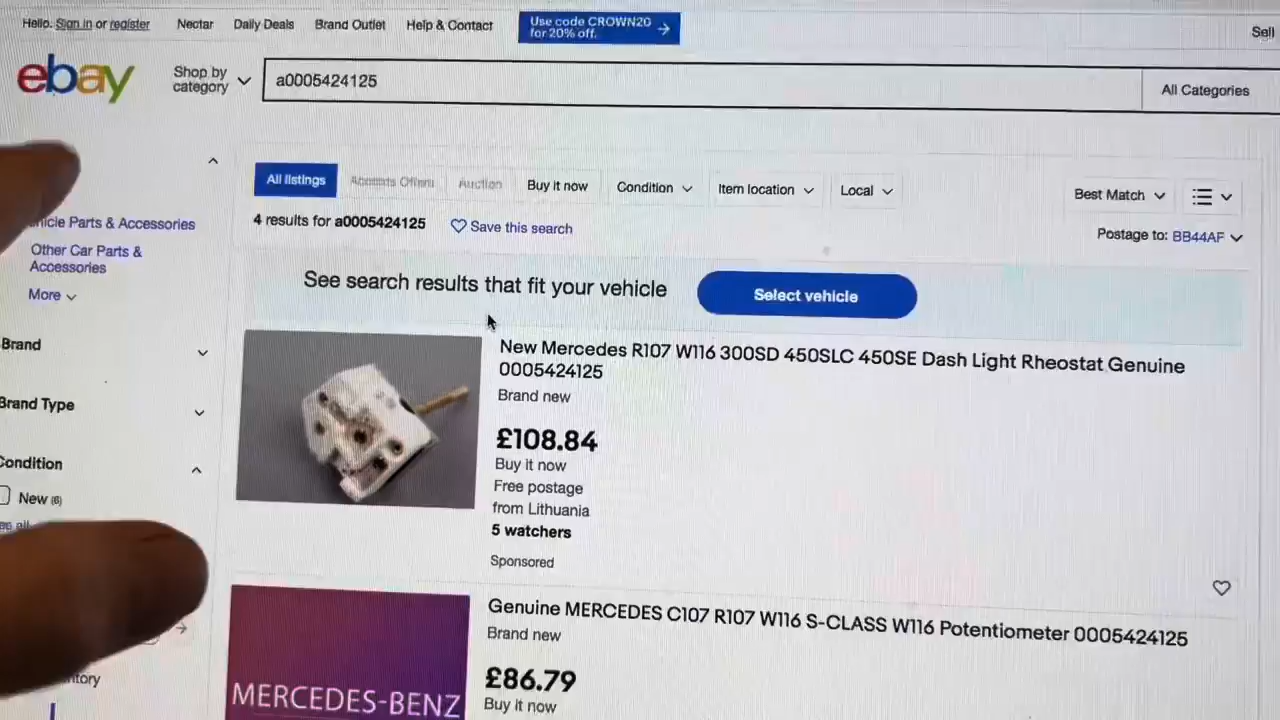 Hello. Sign in or register
Nectar
Daily Deals
Brand Outlet
Help & Contact
Use code CROWN20
for 20% off.
Sell
ebay
Shop by
category
a0005424125
All Categories
All listings
Accepts Offers
Auction
Buy it now
Condition
Item location
Local
Best Match
4 results for a0005424125
Save this search
Postage to: BB44AF
Parts & Accessories
Other Car Parts &
Accessories
More
See search results that fit your vehicle
Select vehicle
Brand
Brand Type
Condition
New (6)
New Mercedes R107 W116 300SD 450SLC 450SE Dash Light Rheostat Genuine
0005424125
Brand new
£108.84
Buy it now
Free postage
from Lithuania
5 watchers
Sponsored
Genuine MERCEDES C107 R107 W116 S-CLASS W116 Potentiometer 0005424125
Brand new
£86.79
Buy it now
MERCEDES-BENZ